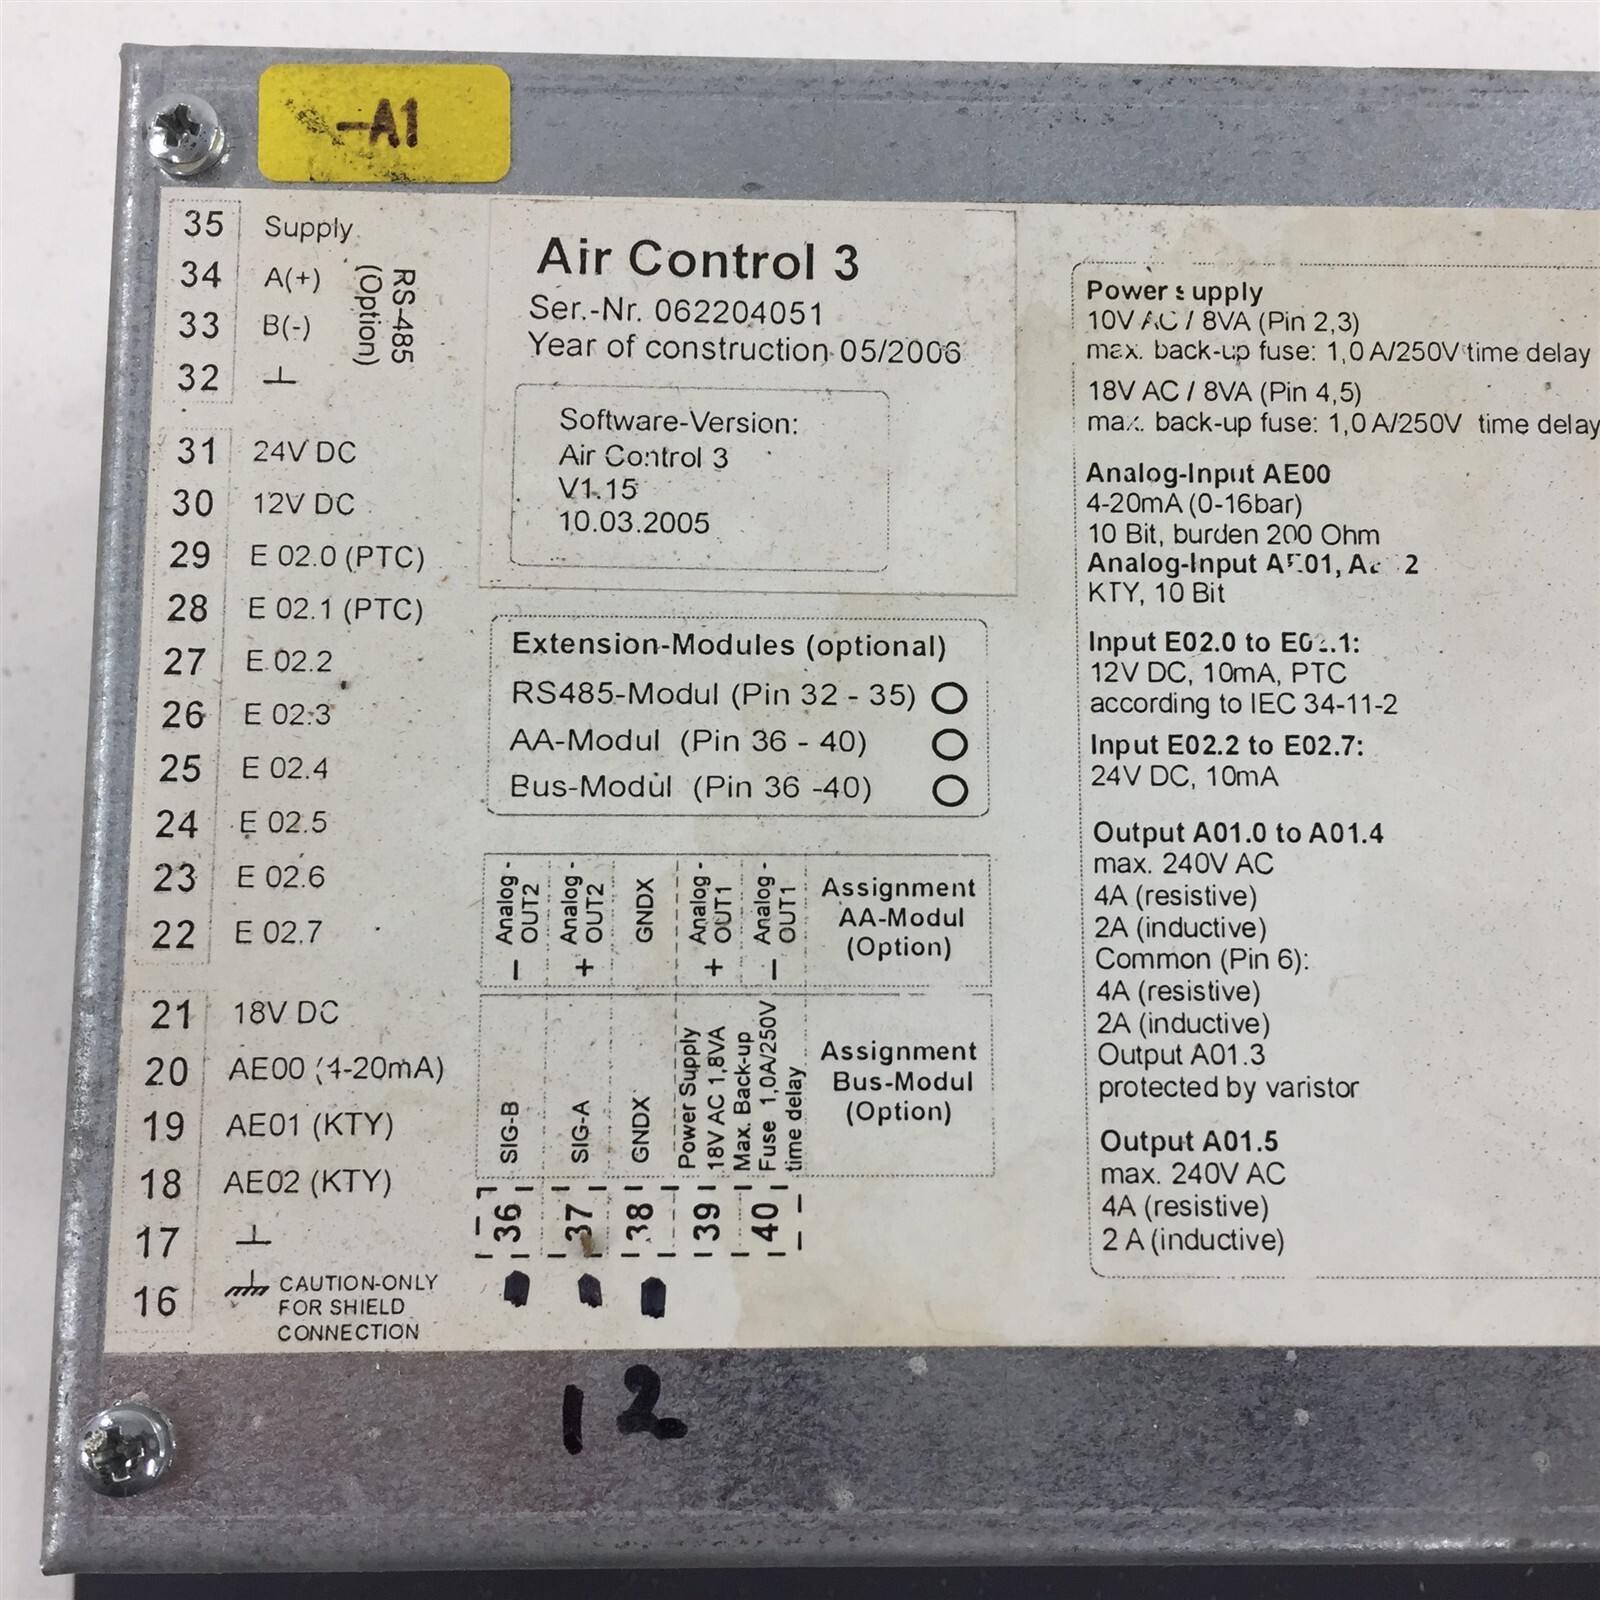 -A1
35 Supply
34 A(+)
33 B(-)
32
RS-485
(Option)
31 24V DC
30 12V DC
29 E 02.0 (PTC)
28 E 02.1 (PTC)
27 E 02.2
26 E 02.3
25 E 02.4
24 E 02.5
23 E 02.6
22 E 02.7
21 18V DC
20 AE00 (4-20mA)
19 AE01 (KTY)
18 AE02 (KTY)
17
16 CAUTION-ONLY
FOR SHIELD
CONNECTION
Air Control 3
Ser.-Nr. 062204051
Year of construction 05/2006
Software-Version:
Air Control 3
V1.15
10.03.2005
Extension-Modules (optional)
RS485-Modul (Pin 32 - 35)
AA-Modul (Pin 36 - 40)
Bus-Modul (Pin 36 -40)
– Analog-
OUT2
+ Analog-
OUT2
GNDX
+ Analog-
OUT1
– Analog-
OUT1
Assignment
AA-Modul
(Option)
SIG-B
SIG-A
GNDX
Power Supply
18V AC 1,8VA
Max. Back-up
Fuse 1,0A/250V
time delay
Assignment
Bus-Modul
(Option)
36 37 38 39 40
12
Power supply
10V AC / 8VA (Pin 2,3)
max. back-up fuse: 1,0 A/250V time delay
18V AC / 8VA (Pin 4,5)
max. back-up fuse: 1,0 A/250V time delay
Analog-Input AE00
4-20mA (0-16bar)
10 Bit, burden 200 Ohm
Analog-Input AE01, AE02
KTY, 10 Bit
Input E02.0 to E02.1:
12V DC, 10mA, PTC
according to IEC 34-11-2
Input E02.2 to E02.7:
24V DC, 10mA
Output A01.0 to A01.4
max. 240V AC
4A (resistive)
2A (inductive)
Common (Pin 6):
4A (resistive)
2A (inductive)
Output A01.3
protected by varistor
Output A01.5
max. 240V AC
4A (resistive)
2 A (inductive)